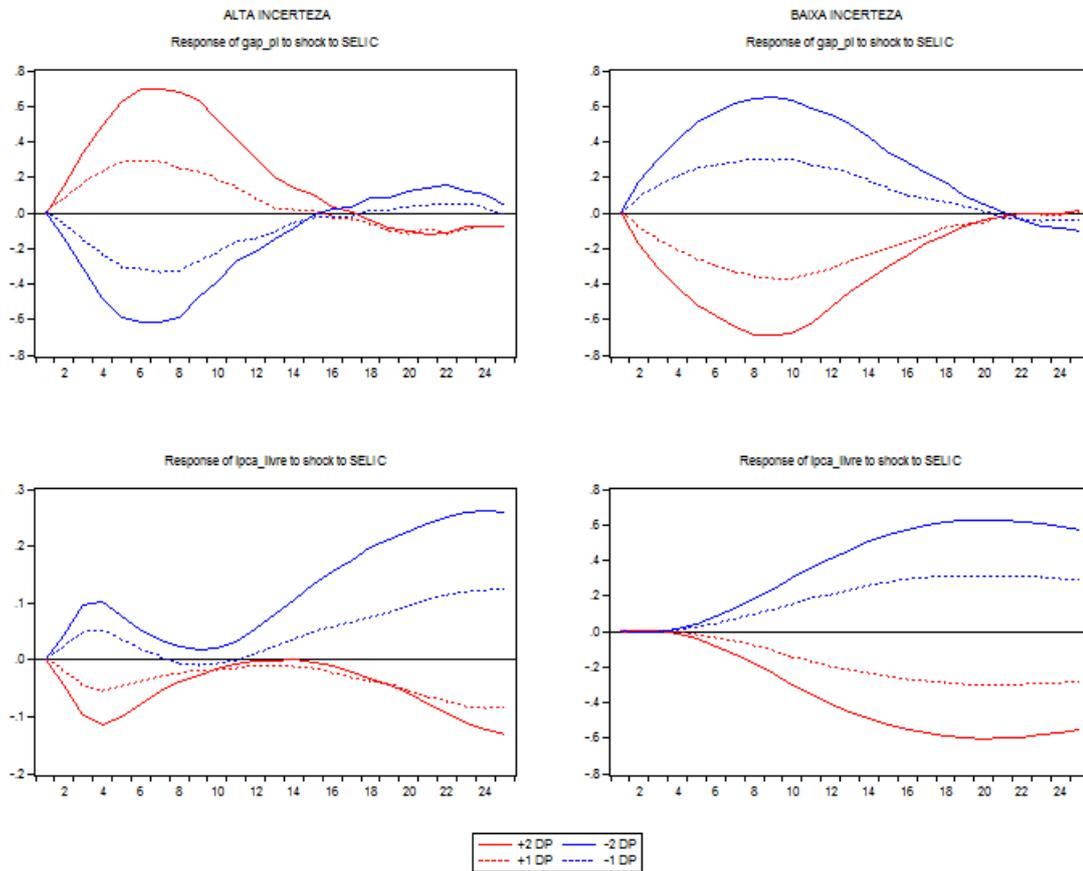 ALTA INCERTEZA
Response of gap_pi to shock to SELIC
.8
.6
.4
.2
.0
-.2
-.4
-.6
-.8
2 4 6 8 10 12 14 16 18 20 22 24
BAIXA INCERTEZA
Response of gap_pi to shock to SELIC
.8
.6
.4
.2
.0
-.2
-.4
-.6
-.8
2 4 6 8 10 12 14 16 18 20 22 24
Response of ipca_livre to shock to SELIC
.3
.2
.1
.0
-.1
-.2
2 4 6 8 10 12 14 16 18 20 22 24
Response of ipca_livre to shock to SELIC
.8
.6
.4
.2
.0
-.2
-.4
-.6
-.8
2 4 6 8 10 12 14 16 18 20 22 24
+2 DP -2 DP
+1 DP -1 DP